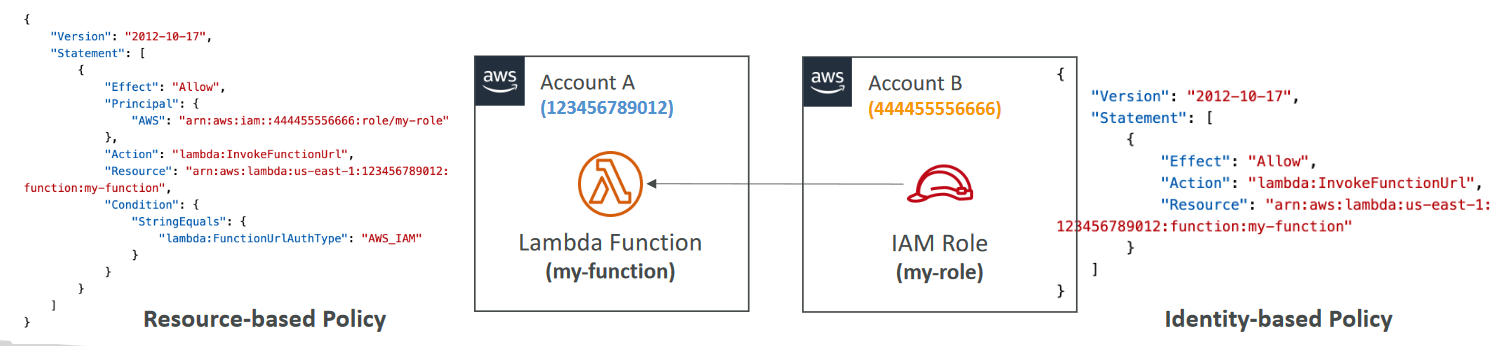 {
    "Version": "2012-10-17",
    "Statement": [
        {
            "Effect": "Allow",
            "Principal": {
                "AWS": "arn:aws:iam::444455556666:role/my-role"
            },
            "Action": "lambda:InvokeFunctionUrl",
            "Resource": "arn:aws:lambda:us-east-1:123456789012:
function:my-function",
            "Condition": {
                "StringEquals": {
                    "lambda:FunctionUrlAuthType": "AWS_IAM"
                }
            }
        }
    ]
}
Resource-based Policy
aws
Account A
(123456789012)
Lambda Function
(my-function)
aws
Account B
(444455556666)
IAM Role
(my-role)
{
    "Version": "2012-10-17",
    "Statement": [
        {
            "Effect": "Allow",
            "Action": "lambda:InvokeFunctionUrl",
            "Resource": "arn:aws:lambda:us-east-1:
123456789012:function:my-function"
        }
    ]
}
Identity-based Policy